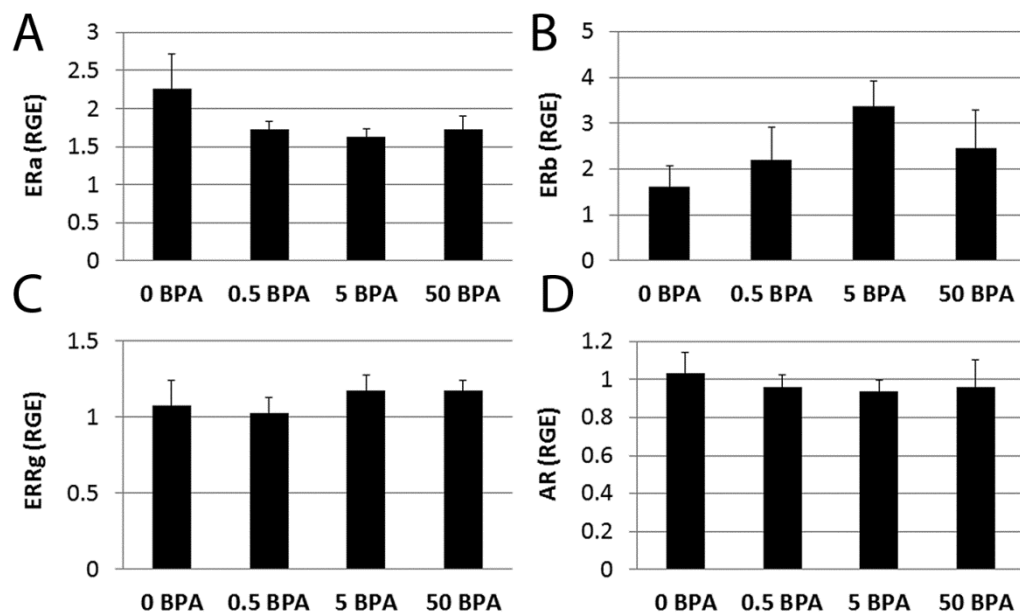 A
ERa (RGE)
3
2.5
2
1.5
1
0.5
0
0 BPA 0.5 BPA 5 BPA 50 BPA
B
ERb (RGE)
5
4
3
2
1
0
0 BPA 0.5 BPA 5 BPA 50 BPA
C
ERRg (RGE)
1.5
1
0.5
0
0 BPA 0.5 BPA 5 BPA 50 BPA
D
AR (RGE)
1.2
1
0.8
0.6
0.4
0.2
0
0 BPA 0.5 BPA 5 BPA 50 BPA